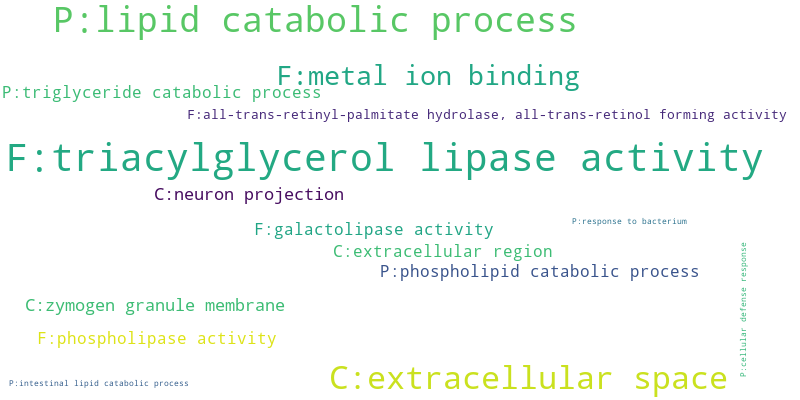 P:lipid catabolic process
F:metal ion binding
P:triglyceride catabolic process
F:all-trans-retinyl-palmitate hydrolase, all-trans-retinol forming activity
F:triacylglycerol lipase activity
C:neuron projection
P:response to bacterium
F:galactolipase activity
C:extracellular region
P:phospholipid catabolic process
P:cellular defense response
C:zymogen granule membrane
F:phospholipase activity
C:extracellular space
P:intestinal lipid catabolic process